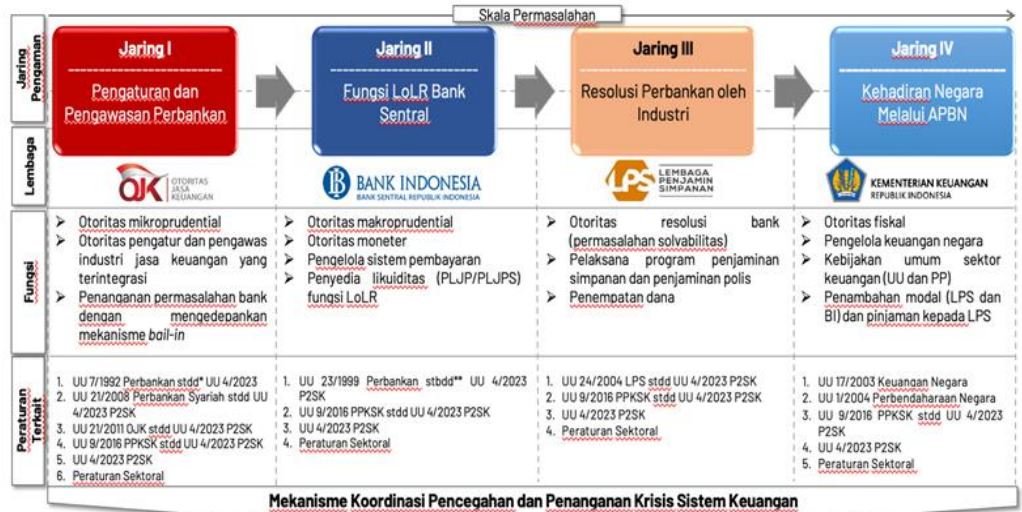 Skala Permasalahan
Jaring
Pengaman
Jaring I
Pengaturan dan
Pengawasan Perbankan
Jaring II
Fungsi LoLR Bank
Sentral
Jaring III
Resolusi Perbankan oleh
Industri
Jaring IV
Kehadiran Negara
Melalui APBN
Lembaga
OJK
OTORITAS
JASA
KEUANGAN
BANK INDONESIA
BANK SENTRAL REPUBLIK INDONESIA
LPS
LEMBAGA
PENJAMIN
SIMPANAN
KEMENTERIAN KEUANGAN
REPUBLIK INDONESIA
Fungsi
➢ Otoritas mikroprudential
➢ Otoritas pengatur dan pengawas
industri jasa keuangan yang
terintegrasi
➢ Penanganan permasalahan bank
dengan mengedepankan
mekanisme bail-in
➢ Otoritas makroprudential
➢ Otoritas moneter
➢ Pengelola sistem pembayaran
➢ Penyedia likuiditas (PLJP/PLJPS)
fungsi LoLR
➢ Otoritas resolusi bank
(permasalahan solvabilitas)
➢ Pelaksana program penjaminan
simpanan dan penjaminan polis
➢ Penempatan dana
➢ Otoritas fiskal
➢ Pengelola keuangan negara
➢ Kebijakan umum sektor
keuangan (UU dan PP)
➢ Penambahan modal (LPS dan
BI) dan pinjaman kepada LPS
Peraturan
Terkait
1. UU 7/1992 Perbankan stdd* UU 4/2023
2. UU 21/2008 Perbankan Syariah stdd UU
4/2023 P2SK
3. UU 21/2011 OJK stdd UU 4/2023 P2SK
4. UU 9/2016 PPKSK stdd UU 4/2023 P2SK
5. UU 4/2023 P2SK
6. Peraturan Sektoral
1. UU 23/1999 Perbankan stbdd** UU 4/2023
P2SK
2. UU 9/2016 PPKSK stdd UU 4/2023 P2SK
3. UU 4/2023 P2SK
4. Peraturan Sektoral
1. UU 24/2004 LPS stdd UU 4/2023 P2SK
2. UU 9/2016 PPKSK stdd UU 4/2023 P2SK
3. UU 4/2023 P2SK
4. Peraturan Sektoral
1. UU 17/2003 Keuangan Negara
2. UU 1/2004 Perbendaharaan Negara
3. UU 9/2016 PPKSK stdd UU 4/2023
P2SK
4. UU 4/2023 P2SK
5. Peraturan Sektoral
Mekanisme Koordinasi Pencegahan dan Penanganan Krisis Sistem Keuangan